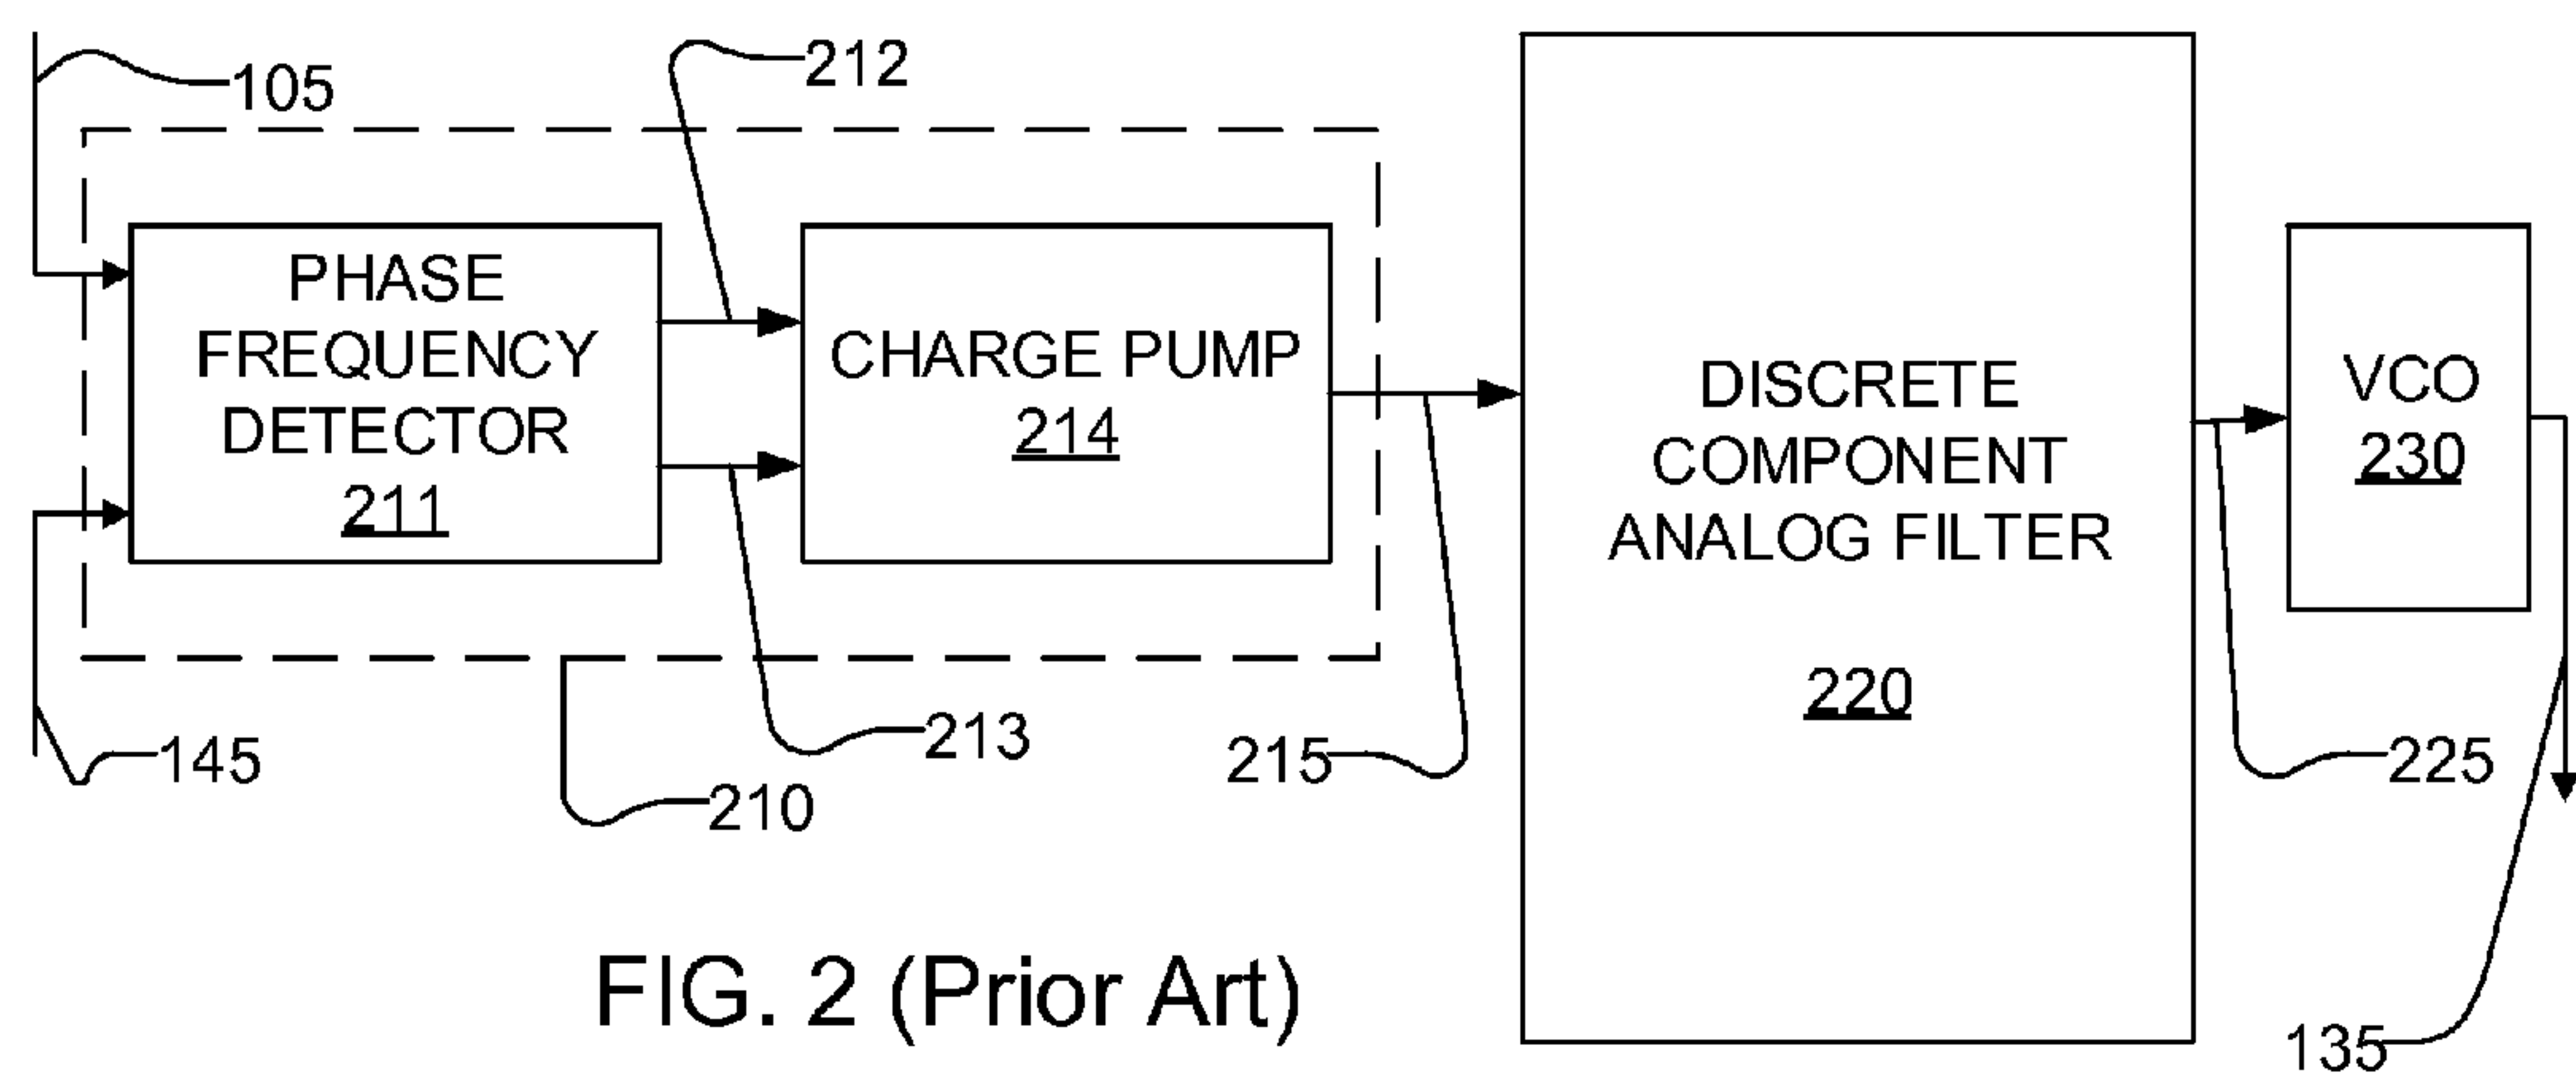 105
212
PHASE
FREQUENCY
DETECTOR
211
CHARGE PUMP
214
DISCRETE
COMPONENT
ANALOG FILTER
220
VCO
230
145
213
210
215
225
135
FIG. 2 (Prior Art)